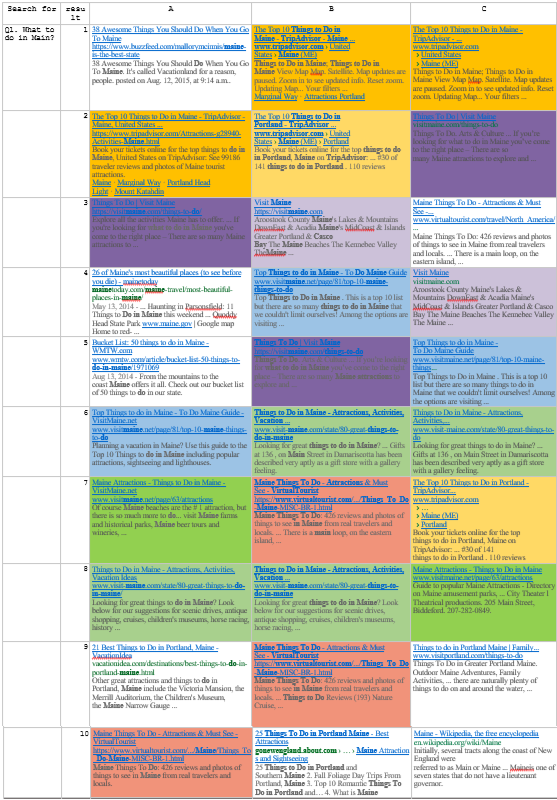 Search for
resu
lt
A
B
C
Q1. What to
do in Main?
1
38 Awesome Things You Should Do When You Go
To Maine
https://www.buzzfeed.com/mallorymcinnis/maine-
is-the-best-state
38 Awesome Things You Should Do When You Go
To Maine. It's called Vacationland for a reason,
people. posted on Aug. 12, 2015, at 9:14 a.m..
The Top 10 Things to Do in
Maine - TripAdvisor - Maine ...
www.tripadvisor.com › United
States › Maine (ME)
Things to Do in Maine; Things to Do in
Maine View Map Map. Satellite. Map updates are
paused. Zoom in to see updated info. Reset zoom.
Updating Map... Your filters ...
Marginal Way · Attractions Portland
The Top 10 Things to Do in Maine -
TripAdvisor - ...
www.tripadvisor.com
› United States
› Maine (ME)
Things to Do in Maine; Things to Do in
Maine View Map Map. Satellite. Map updates are
paused. Zoom in to see updated info. Reset zoom.
Updating Map... Your filters ...
2
The Top 10 Things to Do in Maine - TripAdvisor -
Maine, United States ...
https://www.tripadvisor.com/Attractions-g28940-
Activities-Maine.html
Book your tickets online for the top things to do in
Maine, United States on TripAdvisor: See 99186
traveler reviews and photos of Maine tourist
attractions.
Maine · Marginal Way · Portland Head
Light · Mount Katahdin
The Top 10 Things to Do in
Portland - TripAdvisor ...
www.tripadvisor.com › United
States › Maine (ME) › Portland
Book your tickets online for the top things to do
in Portland, Maine on TripAdvisor: ... #30 of
141 things to do in Portland . 110 reviews
Things To Do | Visit Maine
visitmaine.com/things-to-do
Things To Do. Arts & Culture ... If you're
looking for what to do in Maine you've come to
the right place - There are so
many Maine attractions to explore and ...
3
Things To Do | Visit Maine
https://visitmaine.com/things-to-do/
Explore all the activities Maine has to offer. ... If
you're looking for what to do in Maine you've
come to the right place - There are so many Maine
attractions to ...
Visit Maine
https://visitmaine.com
Aroostook County Maine's Lakes & Mountains
DownEast & Acadia Maine's MidCoast & Islands
Greater Portland & Casco
Bay The Maine Beaches The Kennebec Valley
TheMaine ...
Maine Things To Do - Attractions & Must
See -...
www.virtualtourist.com/travel/North_America/
...
Maine Things To Do: 426 reviews and photos
of things to see in Maine from real travelers
and locals. ... There is a main loop, on the
eastern island, ...
4
26 of Maine's most beautiful places (to see before
you die) - mainetoday
mainetoday.com/maine-travel/most-beautiful-
places-in-maine/
May 13, 2014 - ... Haunting in Parsonsfield: 11
Things to Do in Maine this weekend ... Quoddy
Head State Park www.maine.gov | Google map
Home to red- ...
Top Things to do in Maine - To Do Maine Guide
www.visitmaine.net/page/81/top-10-maine-
things-to-do
Top Things to do in Maine . This is a top 10 list
but there are so many things to do in Maine that
we couldn't limit ourselves! Among the options are
visiting ...
Visit Maine
visitmaine.com
Aroostook County Maine's Lakes &
Mountains DownEast & Acadia Maine's
MidCoast & Islands Greater Portland & Casco
Bay The Maine Beaches The Kennebec Valley
The Maine ...
5
Bucket List: 50 things to do in Maine -
WMTW.com
www.wmtw.com/article/bucket-list-50-things-to-
do-in-maine/1971069
Aug 13, 2014 - From the mountains to the
coast Maine offers it all. Check out our bucket
list of 50 things to do in our state.
Things To Do | Visit Maine
https://visitmaine.com/things-to-do
Top things to do in Maine -
To Do Maine Guide
www.visitmaine.net/page/81/top-10-maine-
things...
Top Things to do in Maine . This is a top 10
list but there are so many things to do in
Maine that we couldn't limit ourselves! Among
the options are visiting ...
6
Top Things to do in Maine - To Do Maine Guide -
VisitMaine.net
www.visitmaine.net/page/81/top-10-maine-things-
to-do
Planning a vacation in Maine? Use this guide to the
Top 10 Things to do in Maine including popular
attractions, sightseeing and lighthouses.
Things to Do in Maine - Attractions, Activities,
Vacation ...
www.visit-maine.com/state/80-great-things-to-
do-in-maine
Looking for great things to do in maine? ... Gifts
at 136 , on Main Street in Damariscotta has been
described very aptly as a gift store with a gallery
feeling.
Things to Do in Maine - Attractions,
Activities,...
www.visit-maine.com/state/80-great-things-to-do
Looking for great things to do in maine? ...
Gifts at 136 , on Main Street in Damariscotta
has been described very aptly as a gift store
with a gallery feeling.
7
Maine Attractions - Things to Do in Maine -
VisitMaine.net
www.visitmaine.net/page/63/attractions
Of course Maine beaches are the #1 attraction, but
there is so much more to do... visit Maine farms
and historical parks, Maine beer tours and
wineries, ...
Maine Things To Do - Attractions & Must
See - VirtualTourist
https://www.virtualtourist.com/.../Things_To_Do
-Maine-MISC-BR-1.html
Maine Things To Do: 426 reviews and photos of
things to see in Maine from real travelers and
locals. ... There is a main loop, on the eastern
island, ...
The Top 10 Things to Do in Portland -
TripAdvisor...
www.tripadvisor.com
› ...
› Maine (ME)
› Portland
Book your tickets online for the top things
to do in Portland, Maine on
TripAdvisor: ... #30 of 141
things to do in Portland . 110 reviews
8
Things to Do in Maine - Attractions, Activities,
Vacation Ideas
www.visit-maine.com/state/80-great-things-to-do-
in-maine/
Looking for great things to do in Maine? Look
below for our suggestions for scenic drives, antique
shopping, cruises, children's museums, horse racing,
history ...
Things to Do in Maine - Attractions, Activities,
Vacation ...
www.visit-maine.com/state/80-great-things-to-
do-in-maine
Looking for great things to do in maine? Look
below for our suggestions for scenic drives,
antique shopping, cruises, children's museums,
horse racing, ...
Maine Attractions - Things to Do in Maine
www.visitmaine.net/page/63/attractions
Guide to popular Maine Attractions - Directory
on Maine amusement parks, ... City Theater I
Theatrical productions. 205 Main Street,
Biddeford. 207-282-0849.
9
21 Best Things to Do in Portland, Maine -
VacationIdea
vacationidea.com/destinations/best-things-to-do-in-
portland-maine.html
Other great attractions and things to do in
Portland, Maine include the Victoria Mansion, the
Merrill Auditorium, the Children's Museum,
the Maine Narrow Gauge ...
Maine Things To Do - Attractions & Must
See - VirtualTourist
https://www.virtualtourist.com/.../Things_To_Do
-Maine-MISC-BR-1.html
Maine Things To Do: 426 reviews and photos of
things to see in Maine from real travelers and
locals. ... Things to Do Reviews (193) Nature
Cruise, ...
Things to do in Portland Maine | Family...
www.visitportland.com/things-to-do
Things To Do in Greater Portland Maine.
Outdoor Maine Adventures, Family
Activities, ... there are naturally plenty of
things to do on and around the water, ...
10
Maine Things To Do - Attractions & Must See -
VirtualTourist
https://www.virtualtourist.com/.../Maine/Things_To
_Do-Maine-MISC-BR-1.html
Maine Things To Do: 426 reviews and photos of
things to see in Maine from real travelers and
locals.
25 Things To Do in Portland Maine - Best
Attractions
gonewengland.about.com › ... › Maine Attraction
s and Sightseeing
25 Things to Do in Portland and
Southern Maine 2. Fall Foliage Day Trips From
Portland, Maine 3. Top 10 Romantic Things To
Do in Portland and... 4. What is Maine
Maine - Wikipedia, the free encyclopedia
en.wikipedia.org/wiki/Maine
Initially, several tracts along the coast of
New England were
referred to as Main or Maine ... Maineis one of
seven states that do not have a lieutenant
governor.